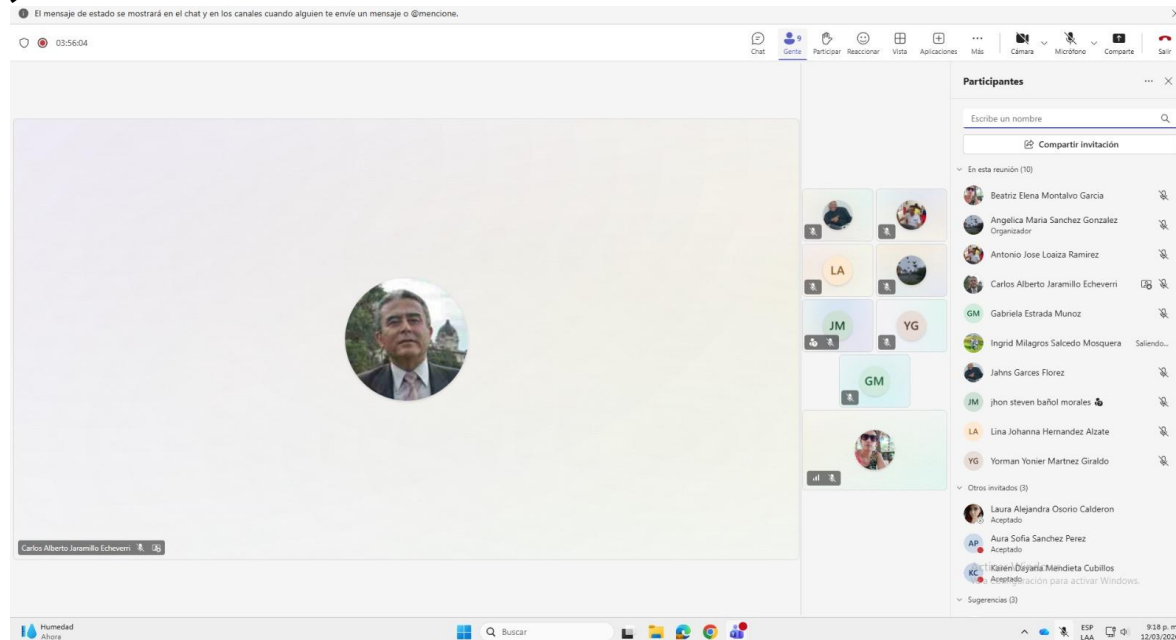 El mensaje de estado se mostrará en el chat y en los canales cuando alguien te envíe un mensaje o @mencione.
03:56:04
Chat
9
Gente
Participar
Reaccionar
Vista
Aplicaciones
Más
Cámara
Micrófono
Comparte
Salir
Participantes
Escribe un nombre
Compartir invitación
En esta reunión (10)
Beatriz Elena Montalvo Garcia
Angelica Maria Sanchez Gonzalez
Organizador
Antonio Jose Loaiza Ramirez
Carlos Alberto Jaramillo Echeverri
GM Gabriela Estrada Munoz
Ingrid Milagros Salcedo Mosquera Saliendo...
Jahns Garces Florez
JM jhon steven bañol morales
LA Lina Johanna Hernandez Alzate
YG Yorman Yonier Martnez Giraldo
Otros invitados (3)
Laura Alejandra Osorio Calderon
Aceptado
AP Aura Sofia Sanchez Perez
Aceptado
KC Karen Dayana Mendieta Cubillos
Aceptado
para activar Windows.
Sugerencias (3)
LA
JM
YG
GM
Carlos Alberto Jaramillo Echeverri
Humedad
Ahora
Buscar
ESP
LAA
9:18 p.
12/03/20